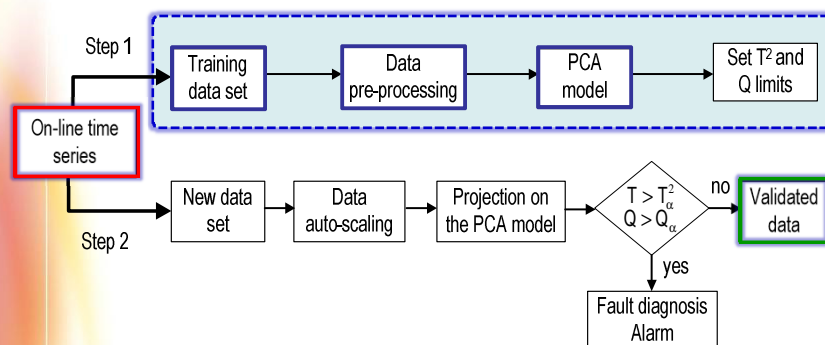 Step 1
Training
data set
Data
pre-processing
PCA
model
Set T² and
Q limits
On-line time
series
New data
set
Data
auto-scaling
Projection on
the PCA model
T > T²α
Q > Qα
no
Validated
data
Step 2
yes
Fault diagnosis
Alarm